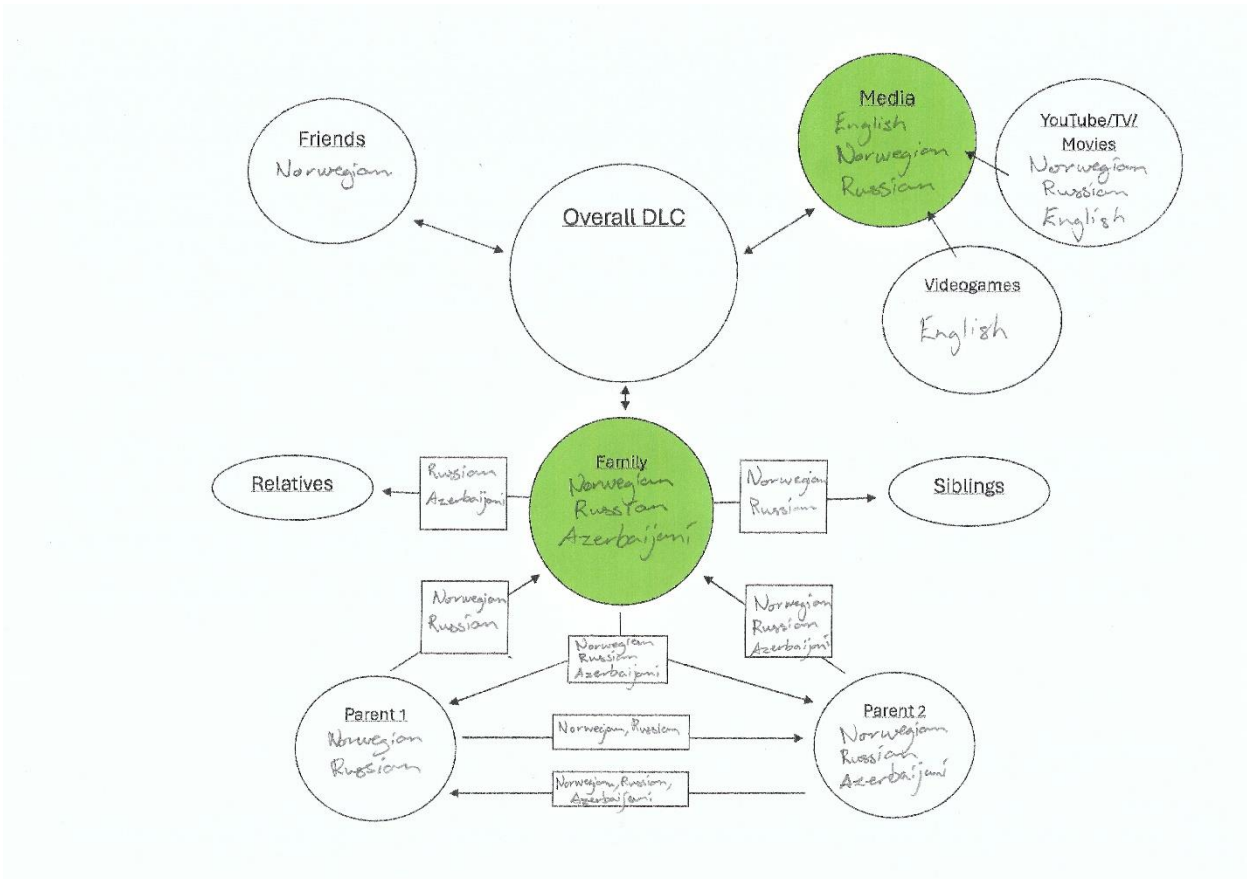 Friends
Norwegian
Overall DLC
Media
English
Norwegian
Russian
YouTube/TV/
Movies
Norwegian
Russian
English
Videogames
English
Relatives
Russian
Azerbaijani
Family
Norwegian
Russian
Azerbaijani
Norwegian
Russian
Siblings
Norwegian
Russian
Norwegian
Russian
Azerbaijani
Norwegian
Russian
Azerbaijani
Parent 1
Norwegian
Russian
Norwegian, Russian
Norwegian, Russian,
Azerbaijani
Parent 2
Norwegian
Russian
Azerbaijani